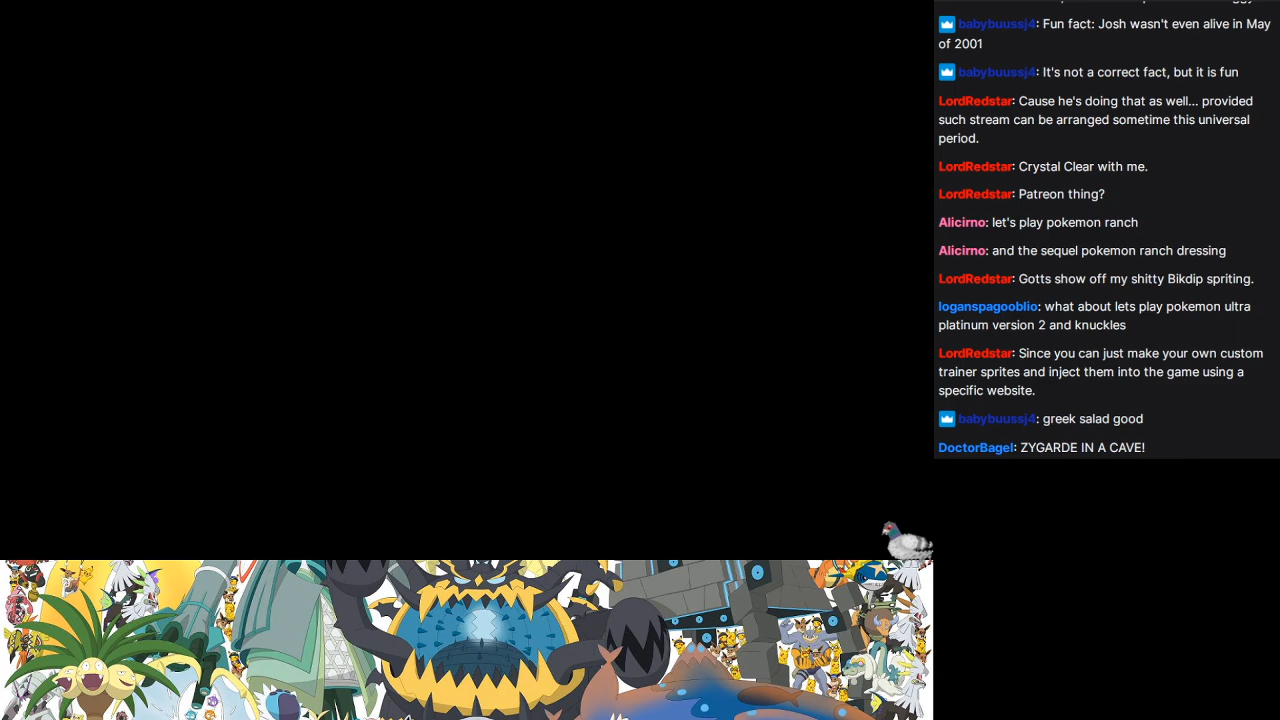 babybuussj4: Fun fact: Josh wasn't even alive in May
of 2001
babybuussj4: It's not a correct fact, but it is fun
LordRedstar: Cause he's doing that as well... provided
such stream can be arranged sometime this universal
period.
LordRedstar: Crystal Clear with me.
LordRedstar: Patreon thing?
Alicirno: let's play pokemon ranch
Alicirno: and the sequel pokemon ranch dressing
LordRedstar: Gotts show off my shitty Bikdip spriting.
loganspagooblio: what about lets play pokemon ultra
platinum version 2 and knuckles
LordRedstar: Since you can just make your own custom
trainer sprites and inject them into the game using a
specific website.
babybuussj4: greek salad good
DoctorBagel: ZYGARDE IN A CAVE!